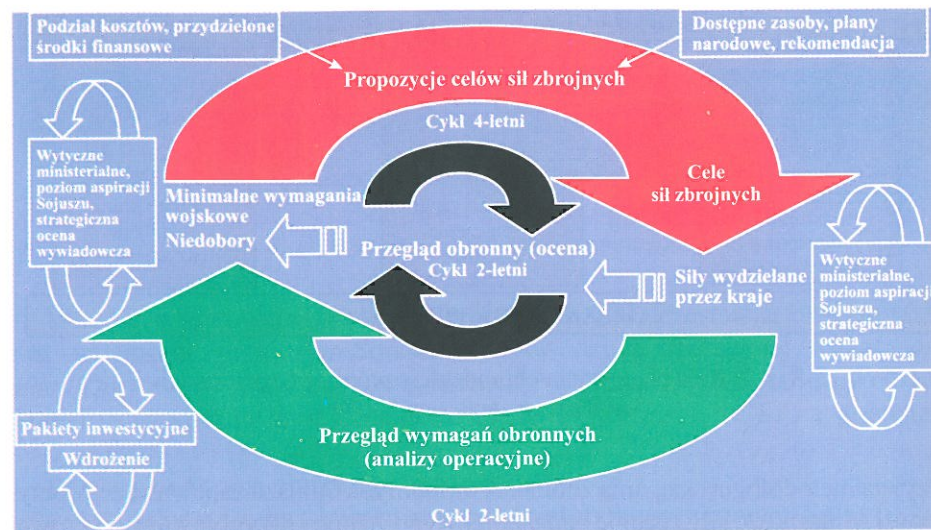 Podział kosztów, przydzielone
środki finansowe
Dostępne zasoby, plany
narodowe, rekomendacja
Propozycje celów sił zbrojnych
Cykl 4-letni
Wytyczne
ministerialne,
poziom aspiracji
Sojuszu,
strategiczna
ocena
wywiadowcza
Minimalne wymagania
wojskowe
Niedobory
Cele
sił zbrojnych
Przegląd obronny (ocena)
Cykl 2-letni
Siły wydzielane
przez kraje
Wytyczne
ministerialne,
poziom aspiracji
Sojuszu,
strategiczna
ocena
wywiadowcza
Pakiety inwestycyjne
Wdrożenie
Przegląd wymagań obronnych
(analizy operacyjne)
Cykl 2-letni